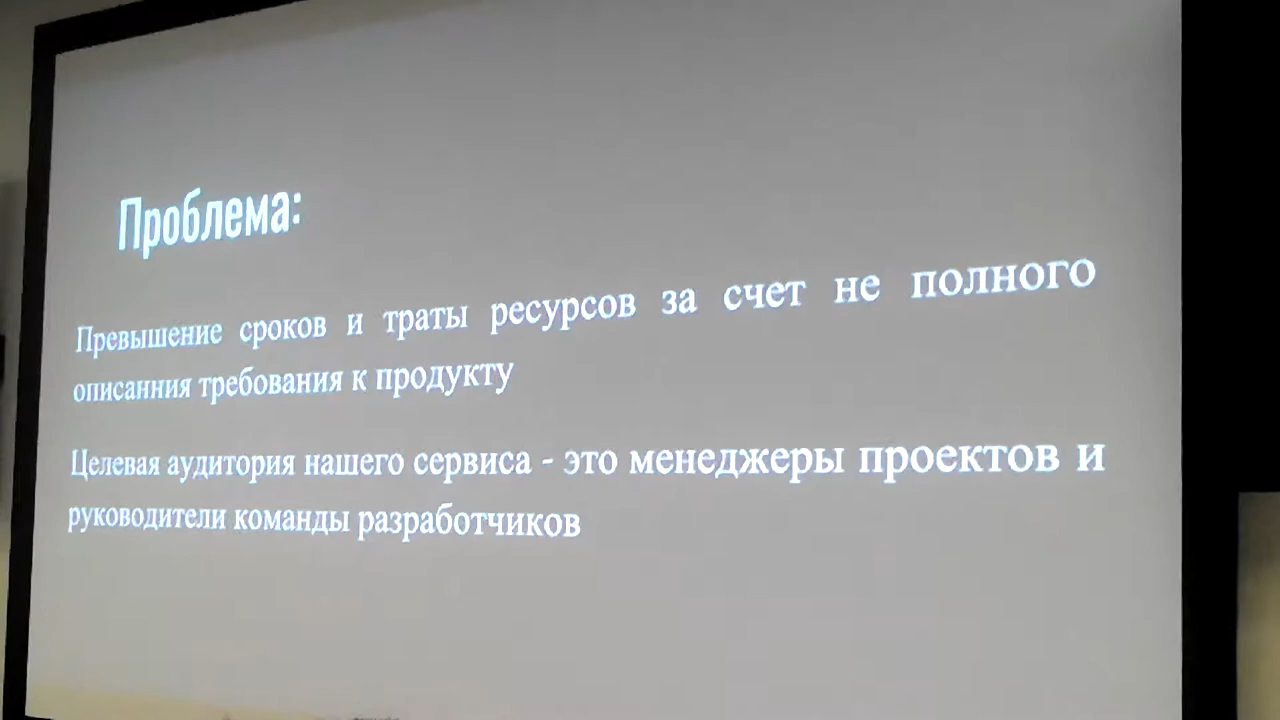 Проблема:
Превышение сроков и траты ресурсов за счет не полного
описанния требования к продукту
Целевая аудитория нашего сервиса - это менеджеры проектов и
руководители команды разработчиков